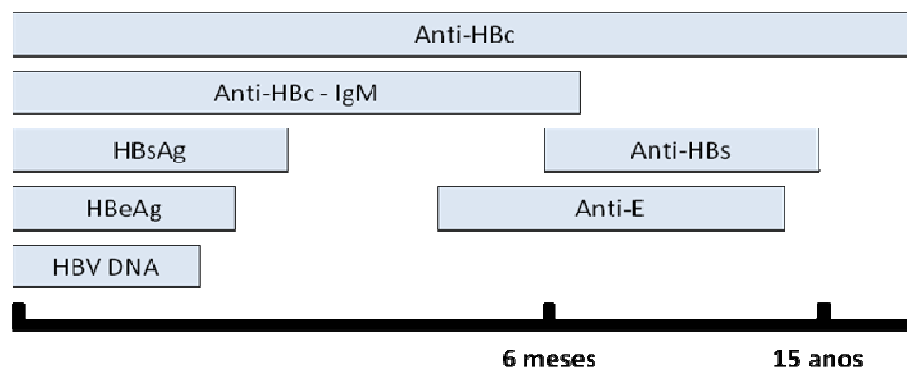 Anti-HBc
Anti-HBc - IgM
HBsAg
Anti-HBs
HBeAg
Anti-E
HBV DNA
6 meses
15 anos